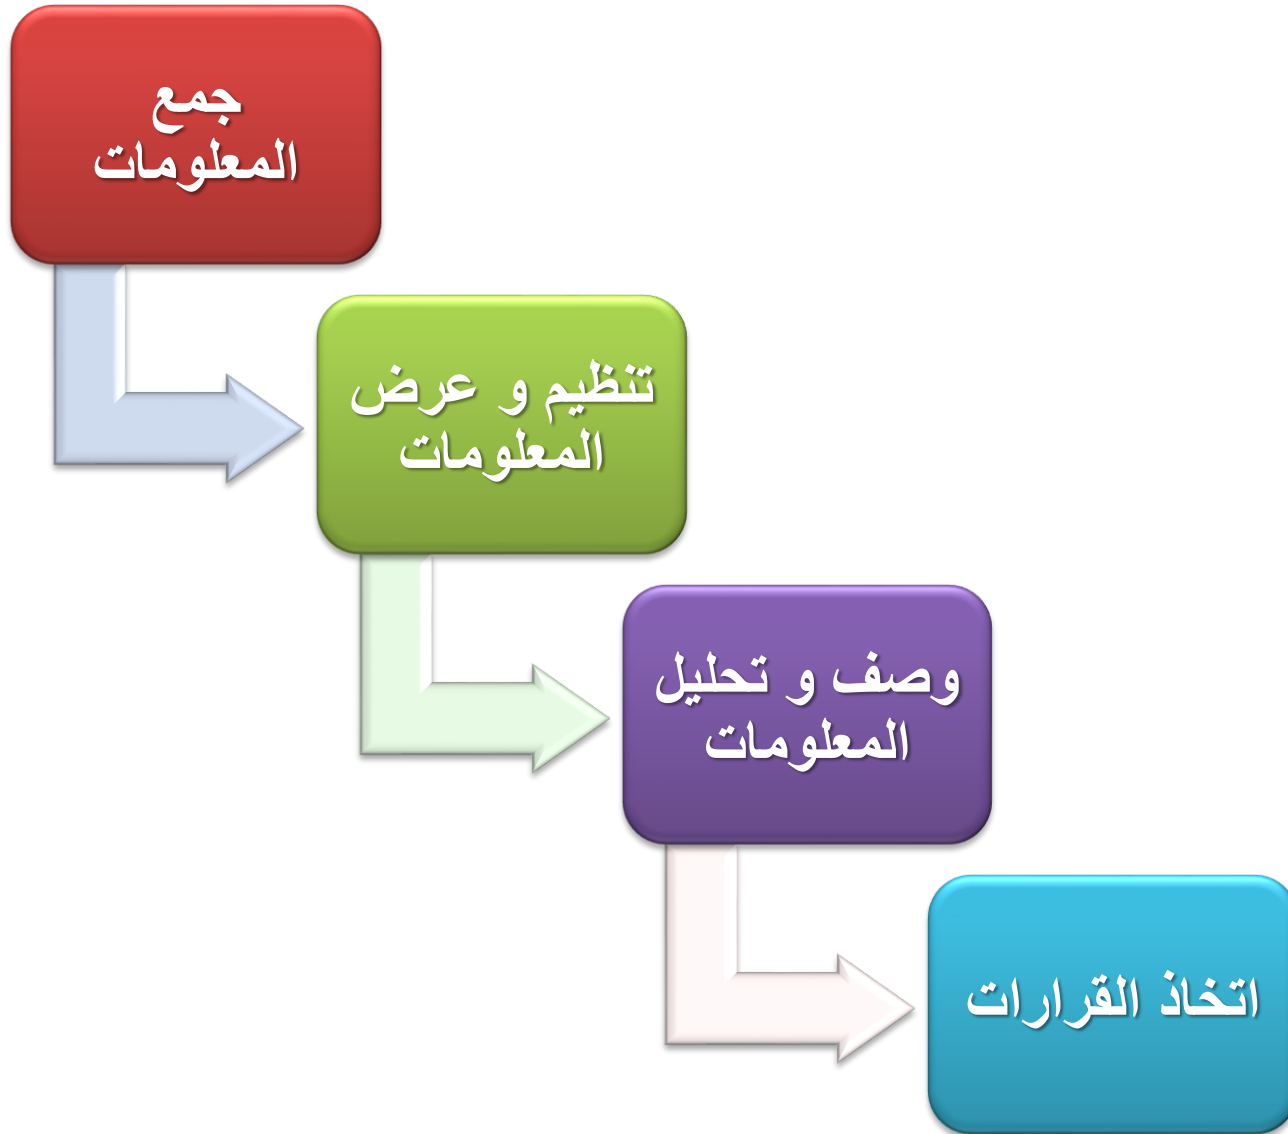 جمع
المعلومات
تنظيم و عرض
المعلومات
وصف و تحليل
المعلومات
اتخاذ القرارات